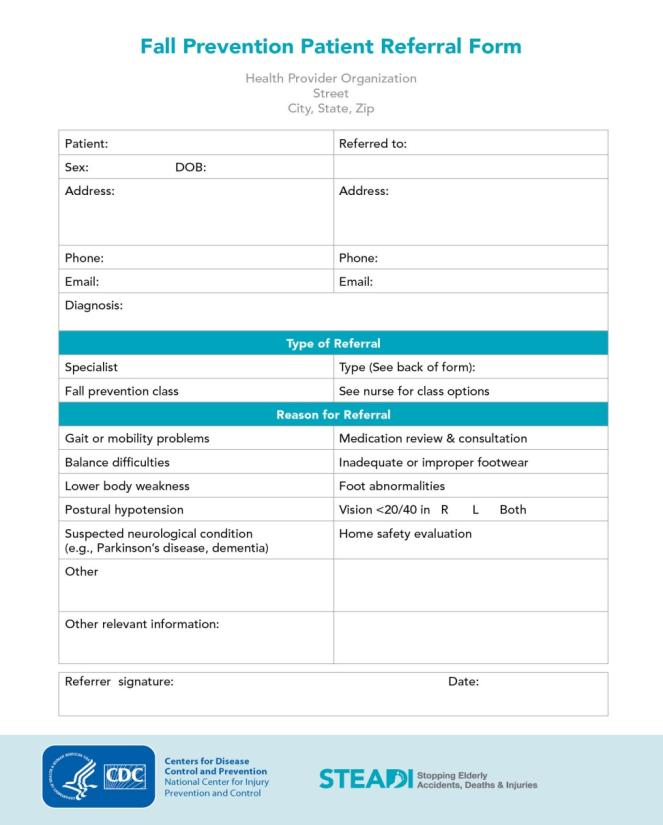 Fall Prevention Patient Referral Form
Health Provider Organization
Street
City, State, Zip
Patient:
Referred to:
Sex: DOB:
Address:
Address:
Phone:
Phone:
Email:
Email:
Diagnosis:
Type of Referral
Specialist
Type (See back of form):
Fall prevention class
See nurse for class options
Reason for Referral
Gait or mobility problems
Medication review & consultation
Balance difficulties
Inadequate or improper footwear
Lower body weakness
Foot abnormalities
Postural hypotension
Vision <20/40 in R L Both
Suspected neurological condition
(e.g., Parkinson's disease, dementia)
Home safety evaluation
Other
Other relevant information:
Referrer signature: Date:
CDC
Centers for Disease
Control and Prevention
National Center for Injury
Prevention and Control
STEADI
Stopping Elderly
Accidents, Deaths & Injuries